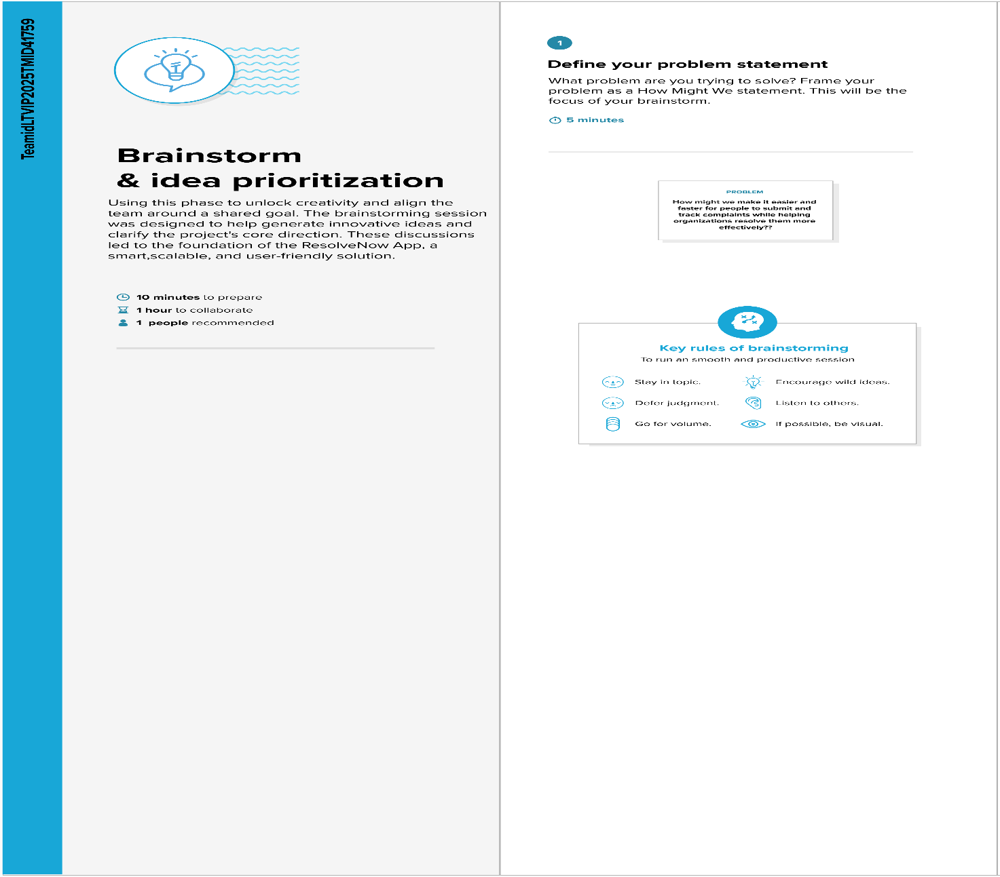 TeamidLTVIP2025TMID41759
Brainstorm
& idea prioritization
Using this phase to unlock creativity and align the
team around a shared goal. The brainstorming session
was designed to help generate innovative ideas and
clarify the project's core direction. These discussions
led to the foundation of the ResolveNow App, a
smart,scalable, and user-friendly solution.
10 minutes to prepare
1 hour to collaborate
1 people recommended
1
Define your problem statement
What problem are you trying to solve? Frame your
problem as a How Might We statement. This will be the
focus of your brainstorm.
5 minutes
PROBLEM
How might we make it easier and
faster for people to submit and
track complaints while helping
organizations resolve them more
effectively??
Key rules of brainstorming
To run an smooth and productive session
Stay in topic.
Encourage wild ideas.
Defer judgment.
Listen to others.
Go for volume.
If possible, be visual.